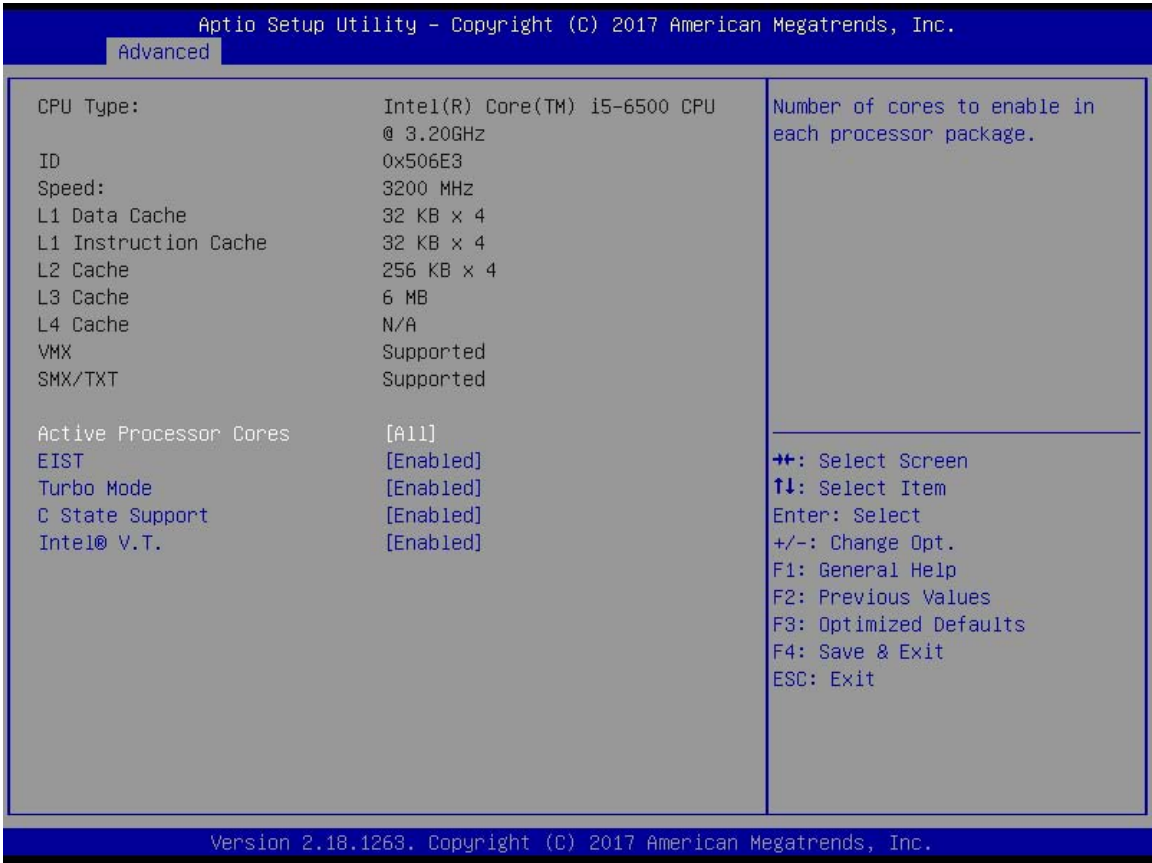 Aptio Setup Utility – Copyright (C) 2017 American Megatrends, Inc.
Advanced
CPU Type: Intel(R) Core(TM) i5-6500 CPU
@ 3.20GHz
ID 0x506E3
Speed: 3200 MHz
L1 Data Cache 32 KB x 4
L1 Instruction Cache 32 KB x 4
L2 Cache 256 KB x 4
L3 Cache 6 MB
L4 Cache N/A
VMX Supported
SMX/TXT Supported
Active Processor Cores [All]
EIST [Enabled]
Turbo Mode [Enabled]
C State Support [Enabled]
Intel® V.T. [Enabled]
Number of cores to enable in
each processor package.
→←: Select Screen
↑↓: Select Item
Enter: Select
+/-: Change Opt.
F1: General Help
F2: Previous Values
F3: Optimized Defaults
F4: Save & Exit
ESC: Exit
Version 2.18.1263. Copyright (C) 2017 American Megatrends, Inc.